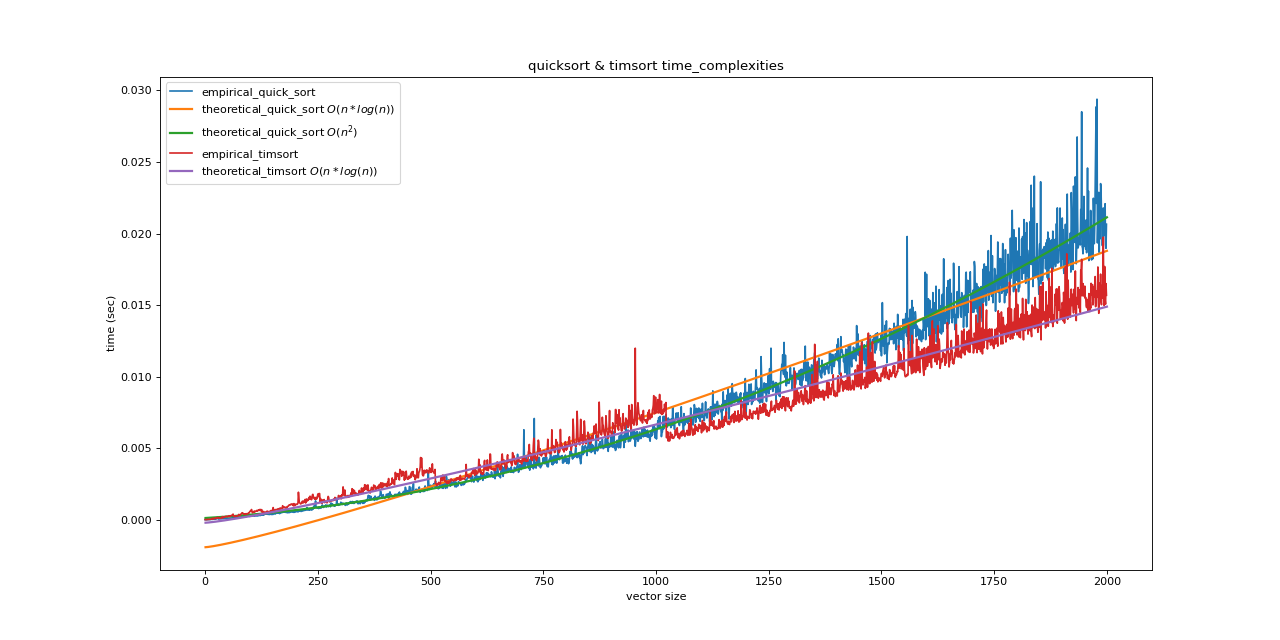 quicksort & timsort time_complexities
empirical_quick_sort
theoretical_quick_sort O(n * log(n))
theoretical_quick_sort O(n²)
empirical_timsort
theoretical_timsort O(n * log(n))
0.030
0.025
0.020
0.015
0.010
0.005
0.000
time (sec)
0 250 500 750 1000 1250 1500 1750 2000
vector size